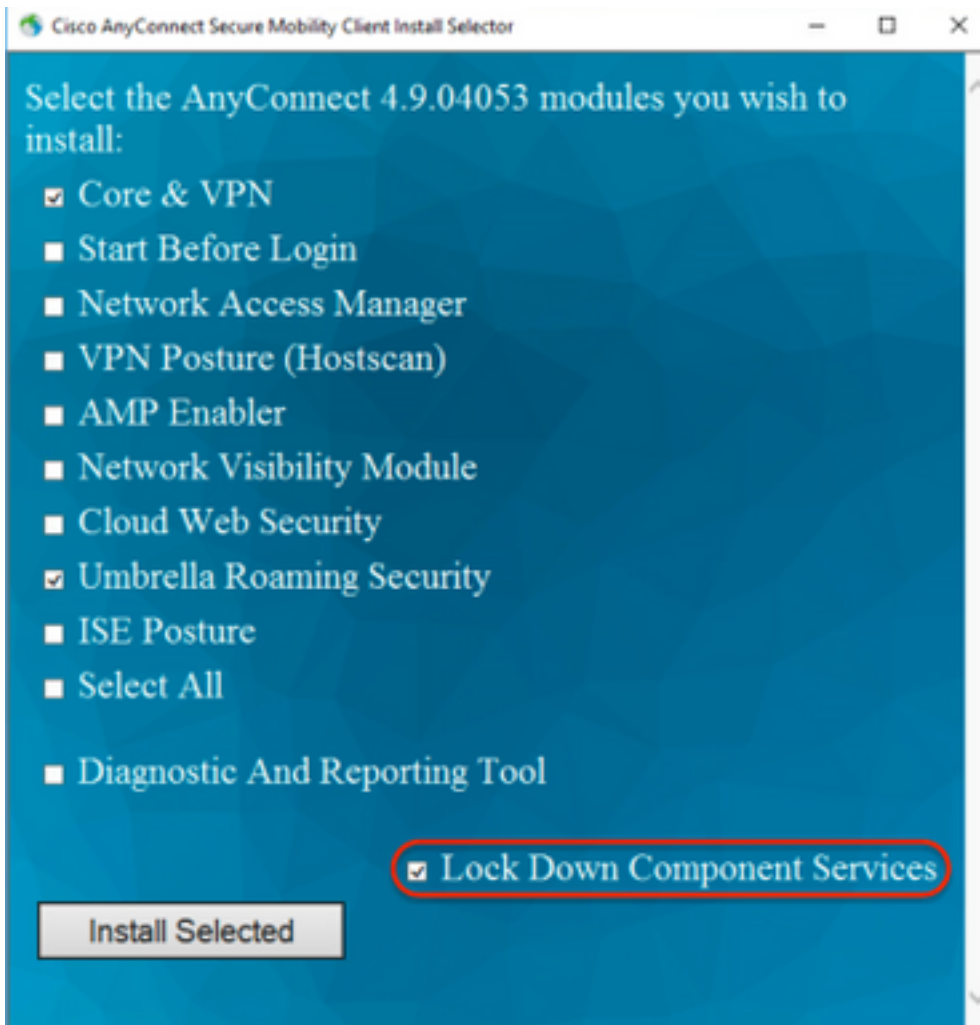 Cisco AnyConnect Secure Mobility Client Install Selector
Select the AnyConnect 4.9.04053 modules you wish to
install:
Core & VPN
Start Before Login
Network Access Manager
VPN Posture (Hostscan)
AMP Enabler
Network Visibility Module
Cloud Web Security
Umbrella Roaming Security
ISE Posture
Select All
Diagnostic And Reporting Tool
Lock Down Component Services
Install Selected